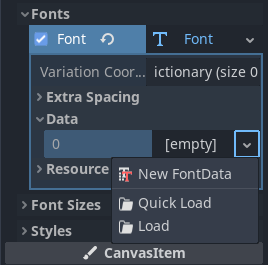 Fonts
Font Font
Variation Coor... ictionary (size 0
Extra Spacing
Data
0 [empty]
Resource
New FontData
Font Sizes Quick Load
Load
Styles
CanvasItem